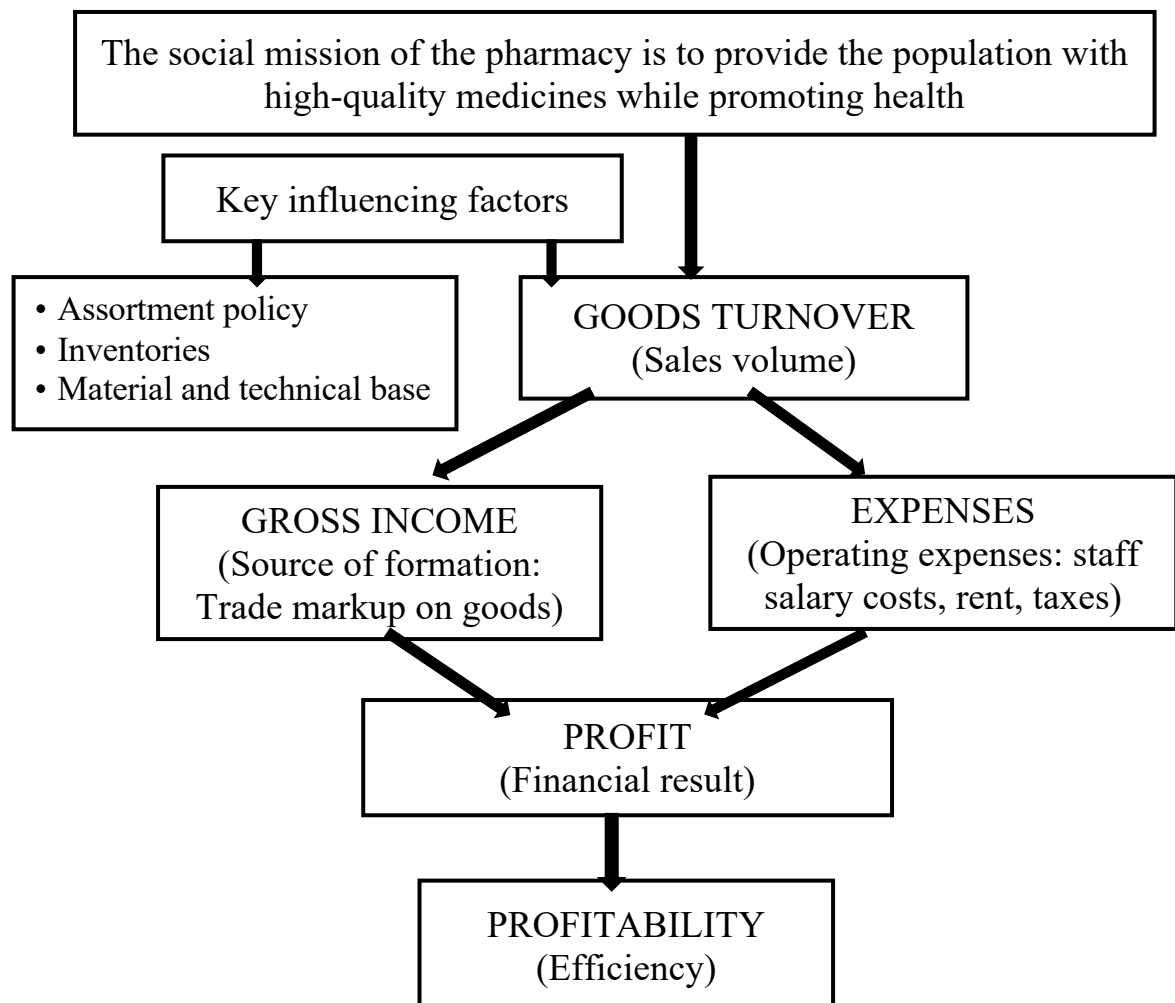 The social mission of the pharmacy is to provide the population with
high-quality medicines while promoting health
Key influencing factors
• Assortment policy
• Inventories
• Material and technical base
GOODS TURNOVER
(Sales volume)
GROSS INCOME
(Source of formation:
Trade markup on goods)
EXPENSES
(Operating expenses: staff
salary costs, rent, taxes)
PROFIT
(Financial result)
PROFITABILITY
(Efficiency)